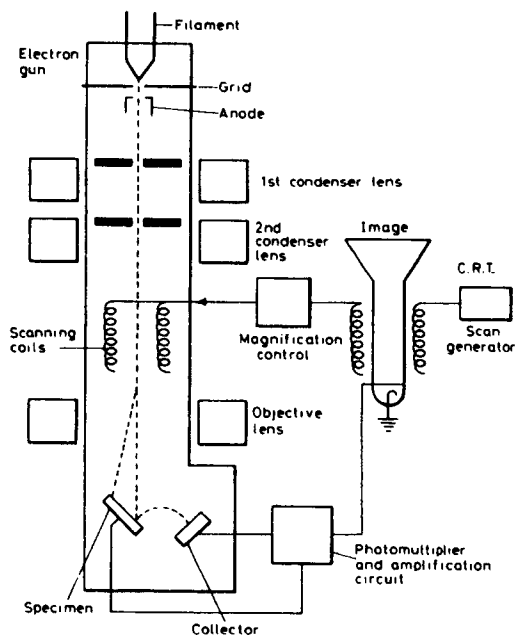 Filament
Electron
gun
Grid
Anode
1st condenser lens
2nd
condenser
lens
Image
C.R.T.
Scanning
coils
Magnification
control
Scan
generator
Objective
lens
Photomultiplier
and amplification
circuit
Specimen
Collector